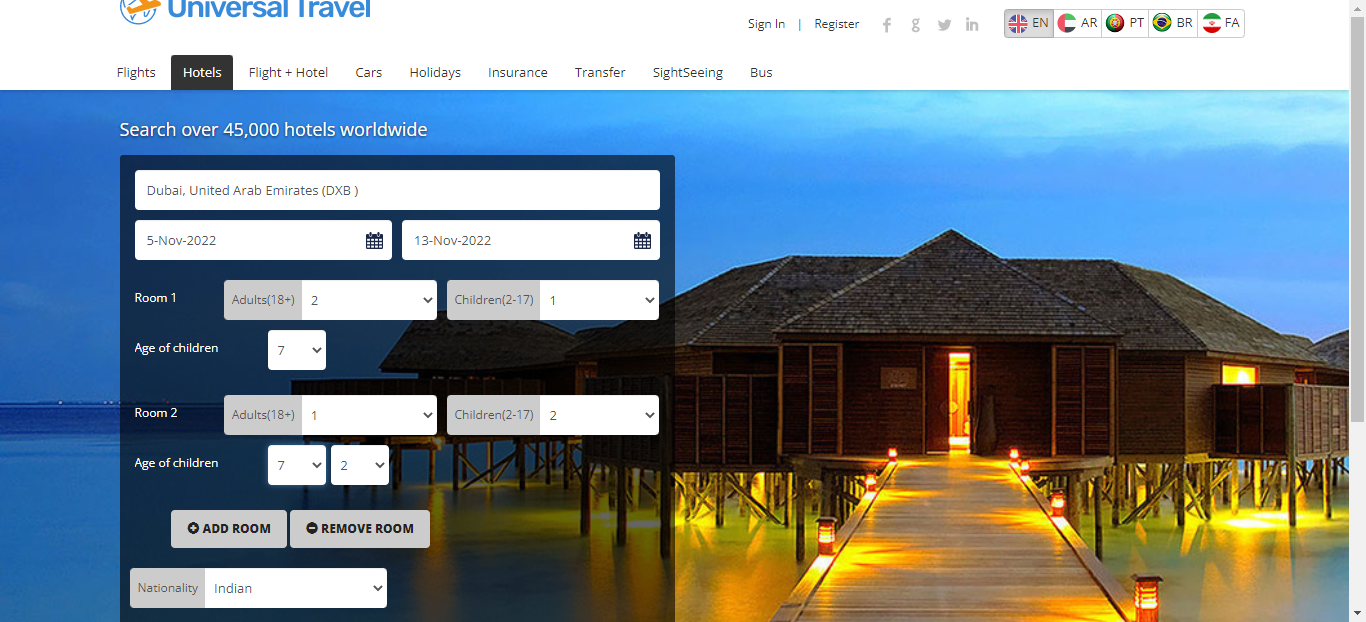 Universal Travel
Sign In | Register
EN AR PT BR FA
Flights Hotels Flight + Hotel Cars Holidays Insurance Transfer SightSeeing Bus
Search over 45,000 hotels worldwide
Dubai, United Arab Emirates (DXB )
5-Nov-2022 13-Nov-2022
Room 1 Adults(18+) 2 Children(2-17) 1
Age of children 7
Room 2 Adults(18+) 1 Children(2-17) 2
Age of children 7 2
ADD ROOM REMOVE ROOM
Nationality Indian